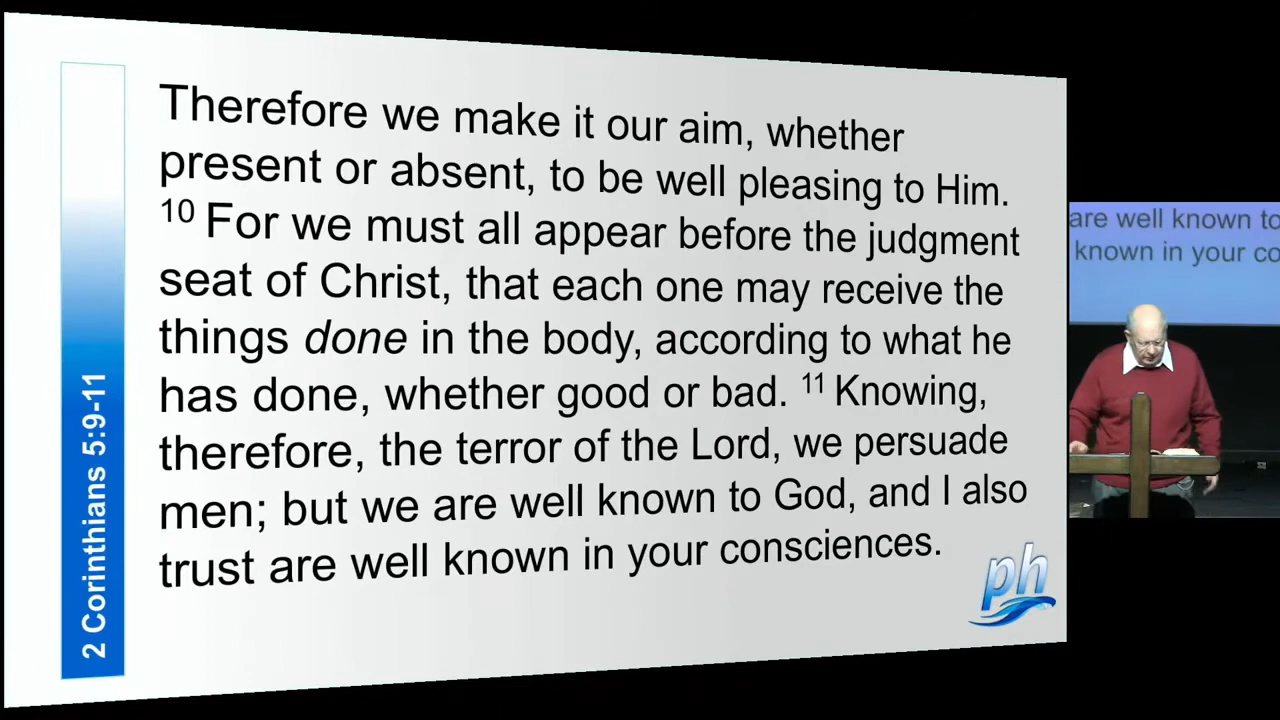 Therefore we make it our aim, whether
present or absent, to be well pleasing to Him.
10 For we must all appear before the judgment
seat of Christ, that each one may receive the
things done in the body, according to what he
has done, whether good or bad. 11 Knowing,
therefore, the terror of the Lord, we persuade
men; but we are well known to God, and I also
trust are well known in your consciences.
2 Corinthians 5:9-11
ph
are well known to
known in your co